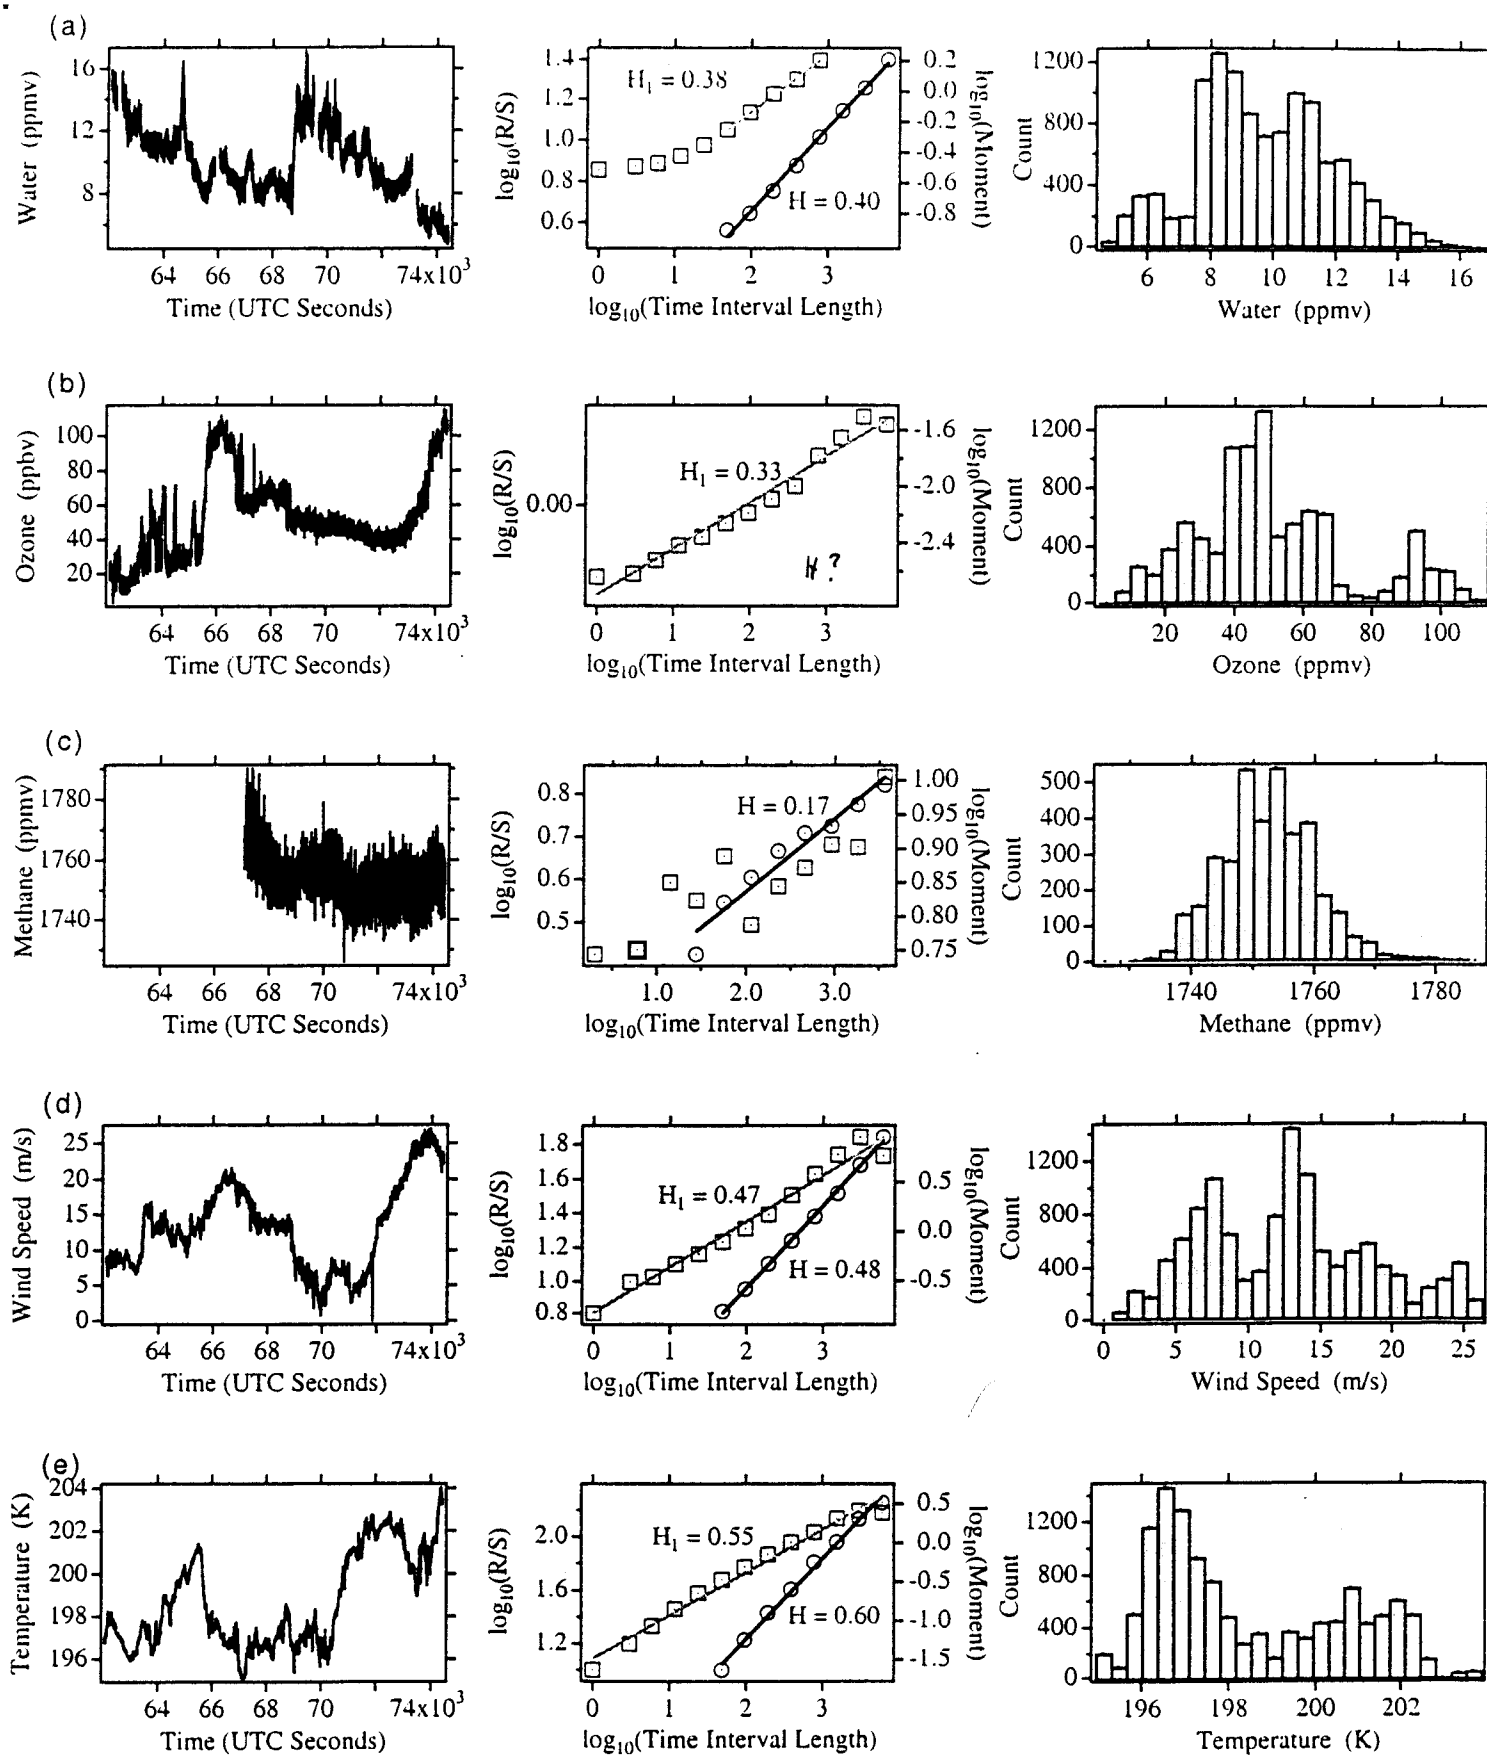 (a)
16
12
8
Water (ppmv)
64 66 68 70 74x10³
Time (UTC Seconds)
1.4
1.2
1.0
0.8
0.6
log₁₀(R/S)
H₁ = 0.38
H = 0.40
0.2
0.0
-0.2
-0.4
-0.6
-0.8
log₁₀(Moment)
0 1 2 3
log₁₀(Time Interval Length)
1200
800
400
0
Count
6 8 10 12 14 16
Water (ppmv)
(b)
100
80
60
40
20
Ozone (ppbv)
64 66 68 70 74x10³
Time (UTC Seconds)
0.00
log₁₀(R/S)
H₁ = 0.33
H ?
-1.6
-2.0
-2.4
log₁₀(Moment)
0 1 2 3
log₁₀(Time Interval Length)
1200
800
400
0
Count
20 40 60 80 100
Ozone (ppmv)
(c)
1780
1760
1740
Methane (ppmv)
64 66 68 70 74x10³
Time (UTC Seconds)
0.8
0.7
0.6
0.5
log₁₀(R/S)
H = 0.17
1.00
0.95
0.90
0.85
0.80
0.75
log₁₀(Moment)
1.0 2.0 3.0
log₁₀(Time Interval Length)
500
400
300
200
100
0
Count
1740 1760 1780
Methane (ppmv)
(d)
25
20
15
10
5
0
Wind Speed (m/s)
64 66 68 70 74x10³
Time (UTC Seconds)
1.8
1.6
1.4
1.2
1.0
0.8
log₁₀(R/S)
H₁ = 0.47
H = 0.48
0.5
0.0
-0.5
log₁₀(Moment)
0 1 2 3
log₁₀(Time Interval Length)
1200
800
400
0
Count
0 5 10 15 20 25
Wind Speed (m/s)
(e)
204
202
200
198
196
Temperature (K)
64 66 68 70 74x10³
Time (UTC Seconds)
2.0
1.6
1.2
log₁₀(R/S)
H₁ = 0.55
H = 0.60
0.5
0.0
-0.5
-1.0
-1.5
log₁₀(Moment)
0 1 2 3
log₁₀(Time Interval Length)
1200
800
400
0
Count
196 198 200 202
Temperature (K)